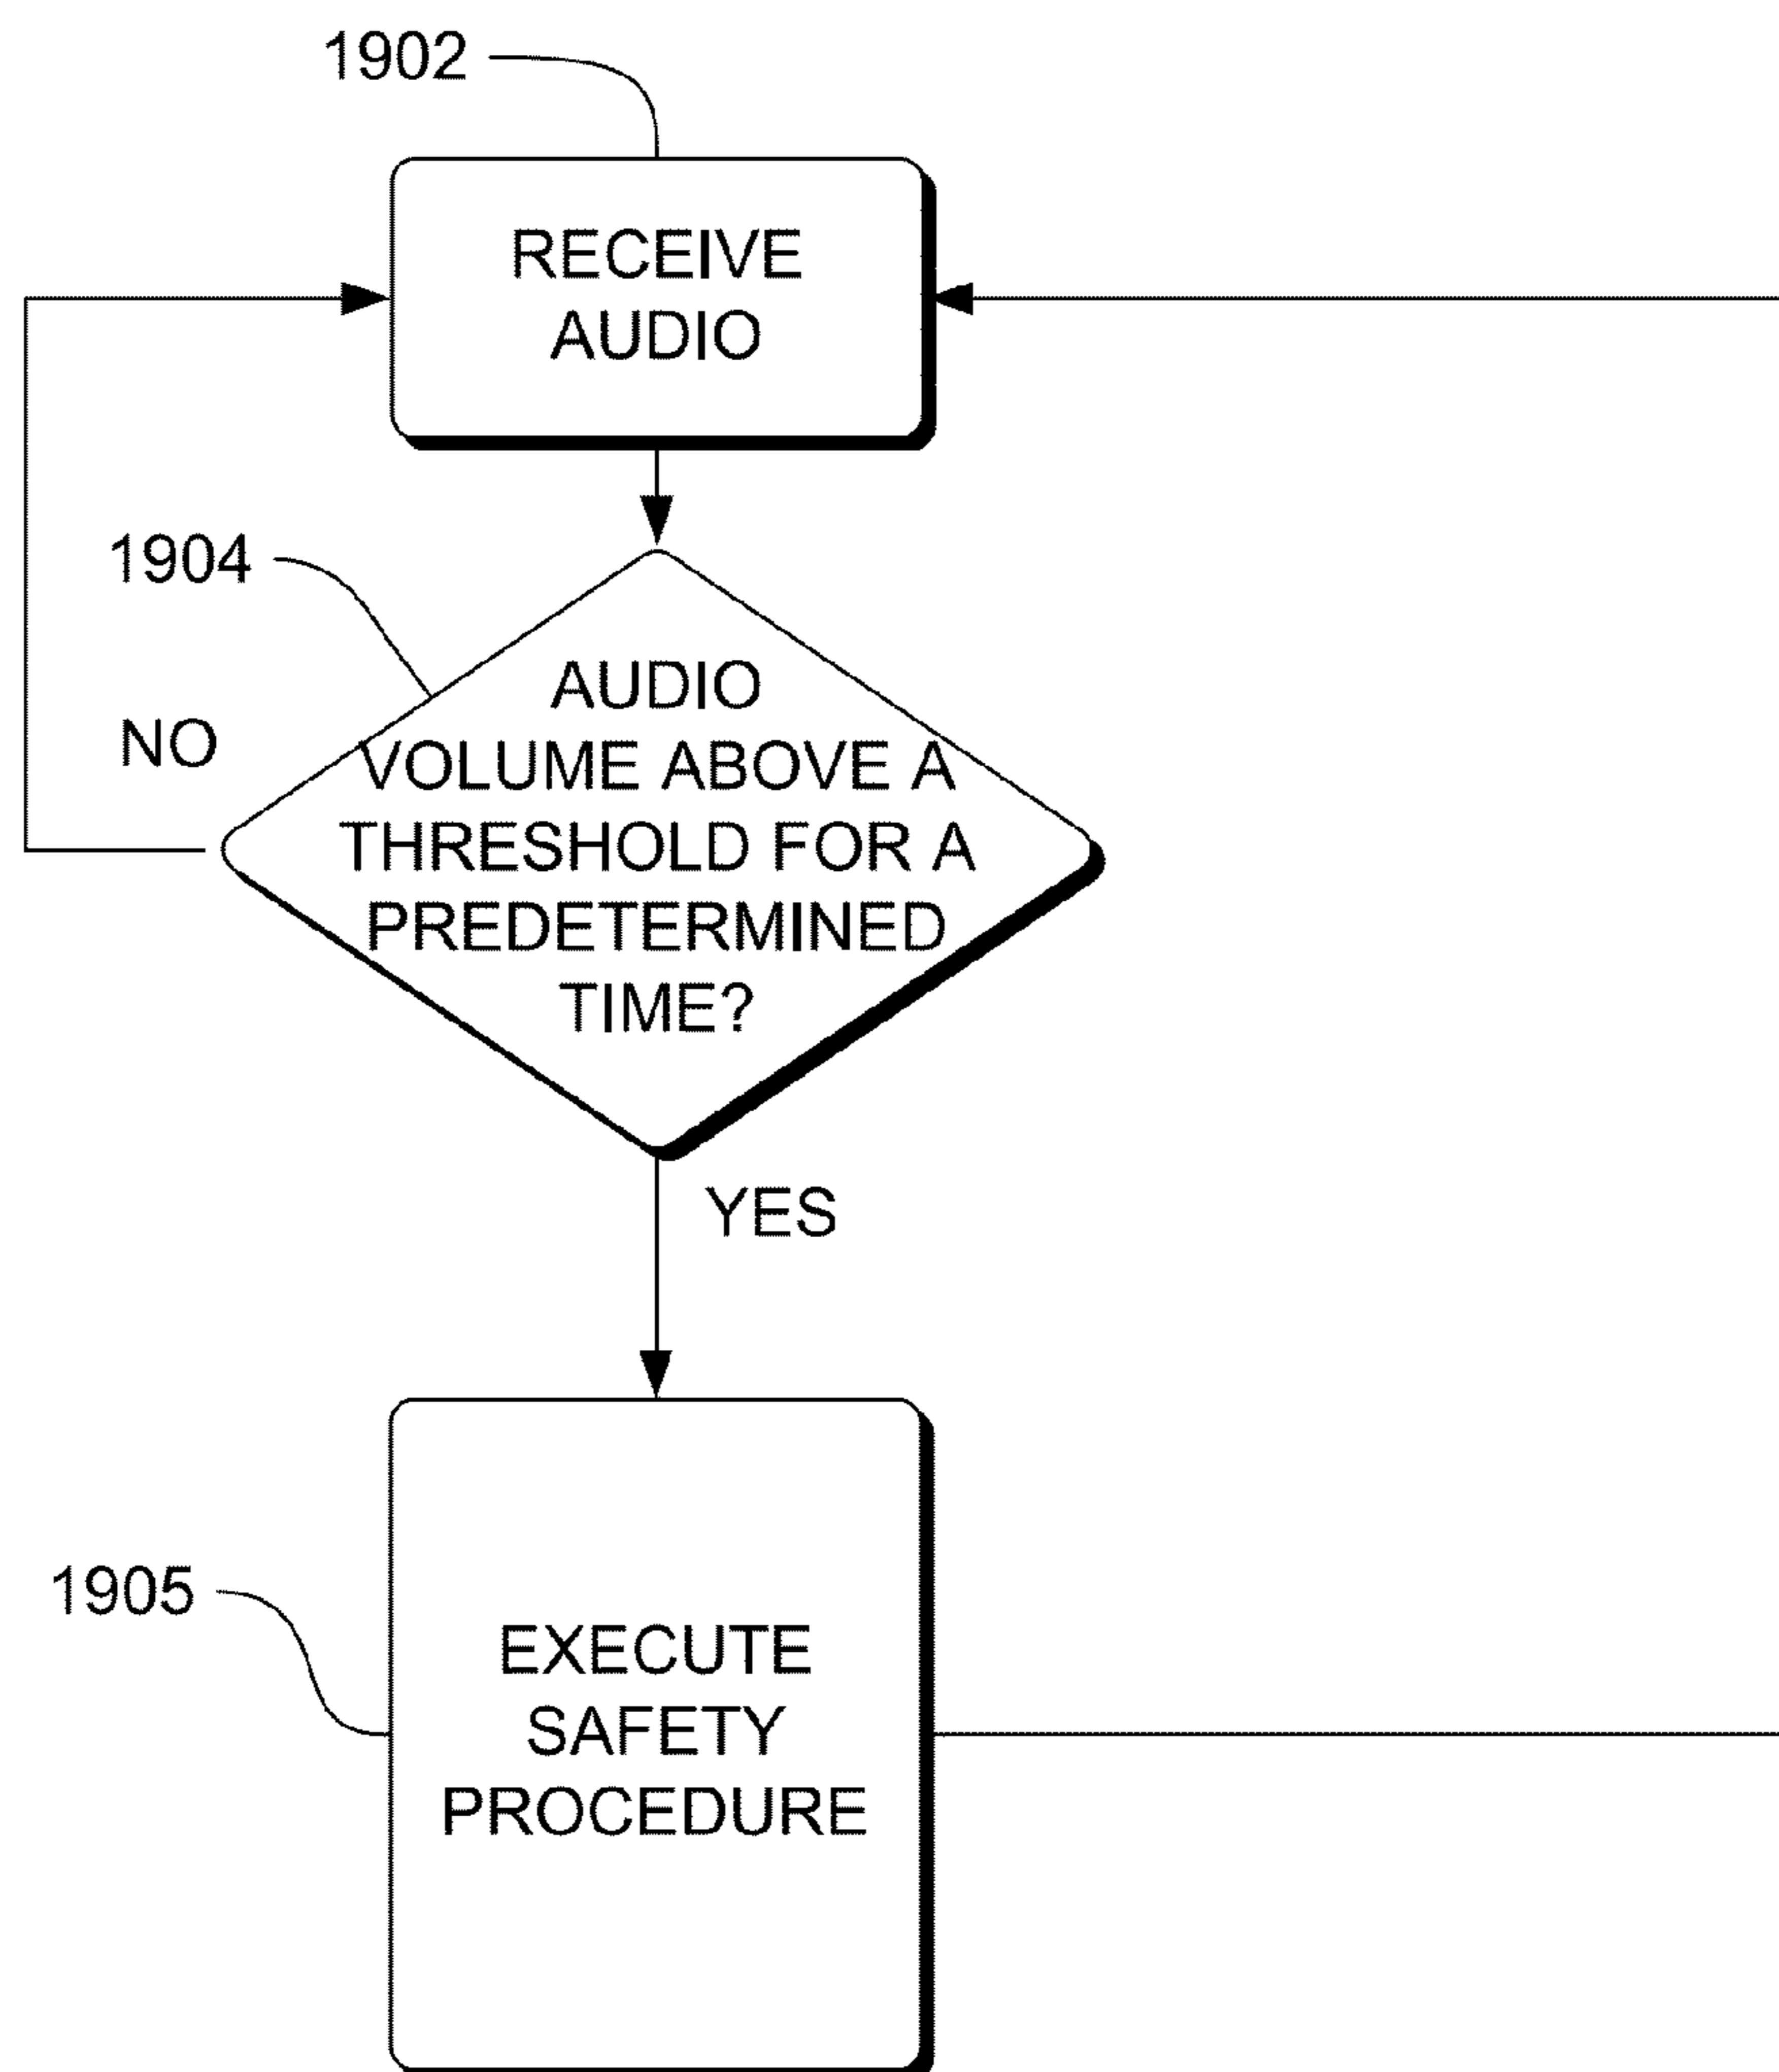 1902
RECEIVE
AUDIO
1904
NO
AUDIO
VOLUME ABOVE A
THRESHOLD FOR A
PREDETERMINED
TIME?
YES
1905
EXECUTE
SAFETY
PROCEDURE